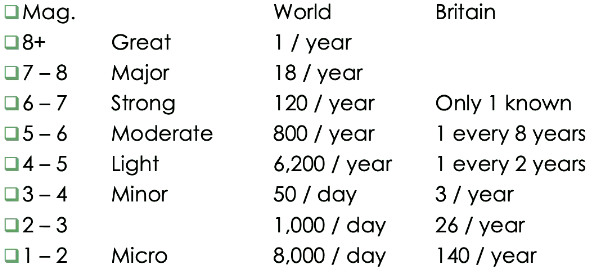 ❑Mag. World Britain
❑8+ Great 1 / year
❑7 – 8 Major 18 / year
❑6 – 7 Strong 120 / year Only 1 known
❑5 – 6 Moderate 800 / year 1 every 8 years
❑4 – 5 Light 6,200 / year 1 every 2 years
❑3 – 4 Minor 50 / day 3 / year
❑2 – 3 1,000 / day 26 / year
❑1 – 2 Micro 8,000 / day 140 / year